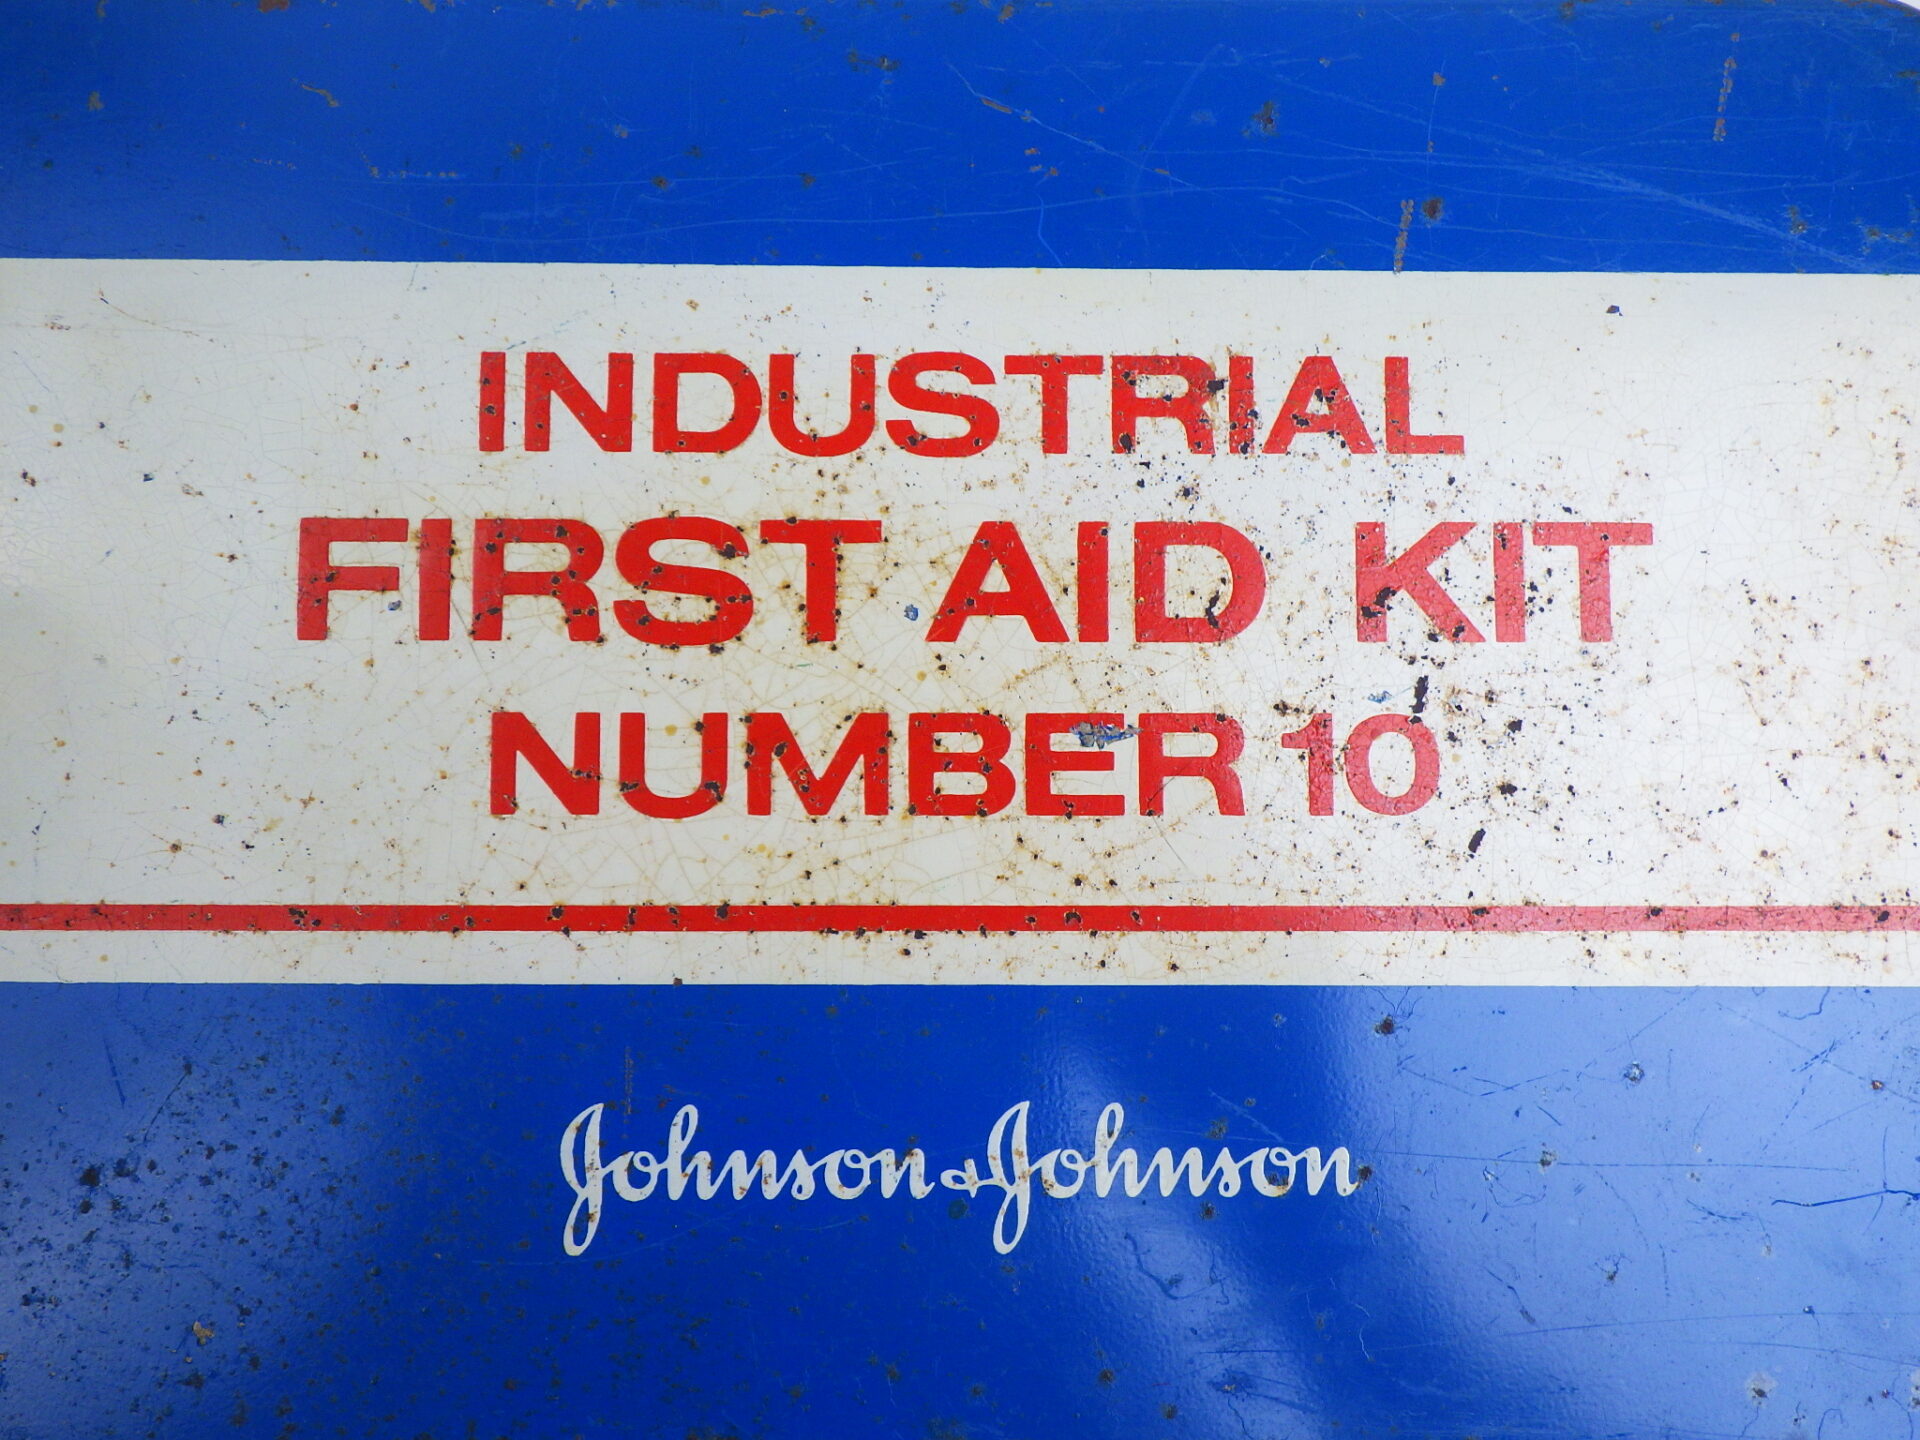 INDUSTRIAL
FIRST AID KIT
NUMBER 10
Johnson & Johnson